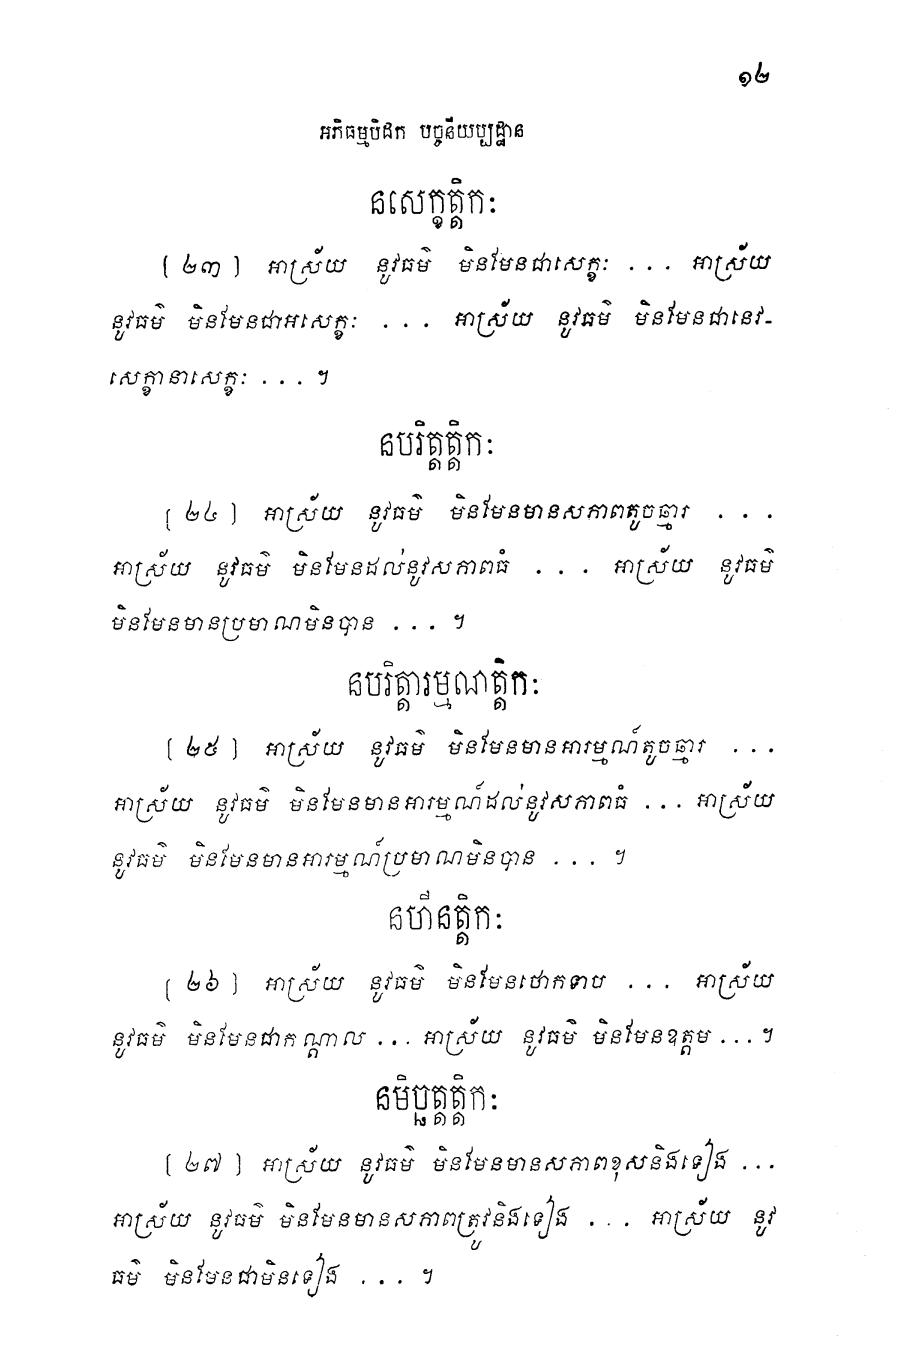 ១២
អភិធម្មបិដក បច្ចនីយប្បដ្ឋាន
នសេក្ខត្តិកៈ
[ ២៣ ] អាស្រ័យ នូវធម៌ មិនមែនជាសេក្ខៈ ... អាស្រ័យ
នូវធម៌ មិនមែនជាអសេក្ខៈ ... អាស្រ័យ នូវធម៌ មិនមែនជានេវ-
សេក្ខានាសេក្ខៈ ... ។
នបរិត្តត្តិកៈ
[ ២៤ ] អាស្រ័យ នូវធម៌ មិនមែនមានសភាពតូចឆ្មារ ...
អាស្រ័យ នូវធម៌ មិនមែនដល់នូវសភាពធំ ... អាស្រ័យ នូវធម៌
មិនមែនមានប្រមាណមិនបាន ... ។
នបរិត្តារម្មណត្តិកៈ
[ ២៥ ] អាស្រ័យ នូវធម៌ មិនមែនមានអារម្មណ៍តូចឆ្មារ ...
អាស្រ័យ នូវធម៌ មិនមែនមានអារម្មណ៍ដល់នូវសភាពធំ ... អាស្រ័យ
នូវធម៌ មិនមែនមានអារម្មណ៍ប្រមាណមិនបាន ... ។
នហីនត្តិកៈ
[ ២៦ ] អាស្រ័យ នូវធម៌ មិនមែនថោកទាប ... អាស្រ័យ
នូវធម៌ មិនមែនជាកណ្តាល ... អាស្រ័យ នូវធម៌ មិនមែនឧត្តម ... ។
នមិច្ឆត្តត្តិកៈ
[ ២៧ ] អាស្រ័យ នូវធម៌ មិនមែនមានសភាពខុសនិងទៀង ...
អាស្រ័យ នូវធម៌ មិនមែនមានសភាពត្រូវនិងទៀង ... អាស្រ័យ នូវ
ធម៌ មិនមែនជាមិនទៀង ... ។